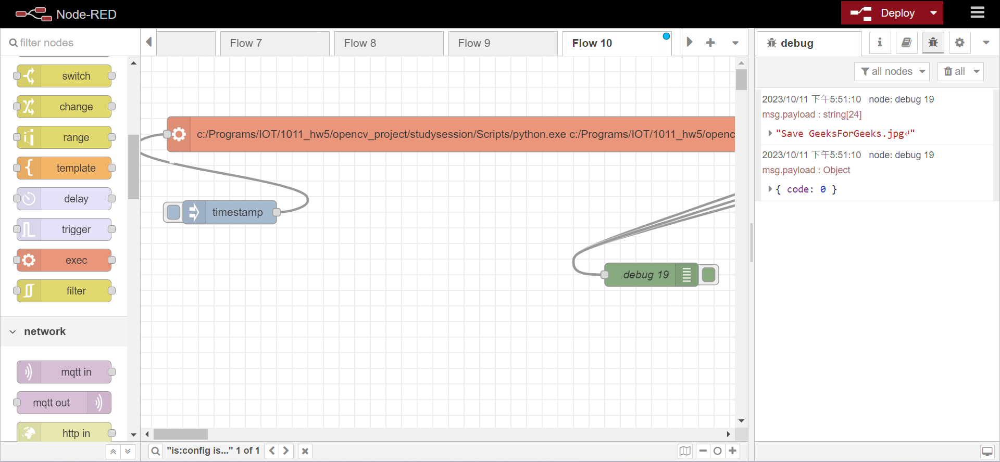 Node-RED
Deploy
filter nodes
Flow 7
Flow 8
Flow 9
Flow 10
debug
all nodes
all
switch
change
range
template
delay
trigger
exec
filter
network
mqtt in
mqtt out
http in
c:/Programs/IOT/1011_hw5/opencv_project/studysession/Scripts/python.exe c:/Programs/IOT/1011_hw5/openc
timestamp
debug 19
2023/10/11 下午5:51:10 node: debug 19
msg.payload : string[24]
"Save GeeksForGeeks.jpg↵"
2023/10/11 下午5:51:10 node: debug 19
msg.payload : Object
{ code: 0 }
"is:config is..." 1 of 1